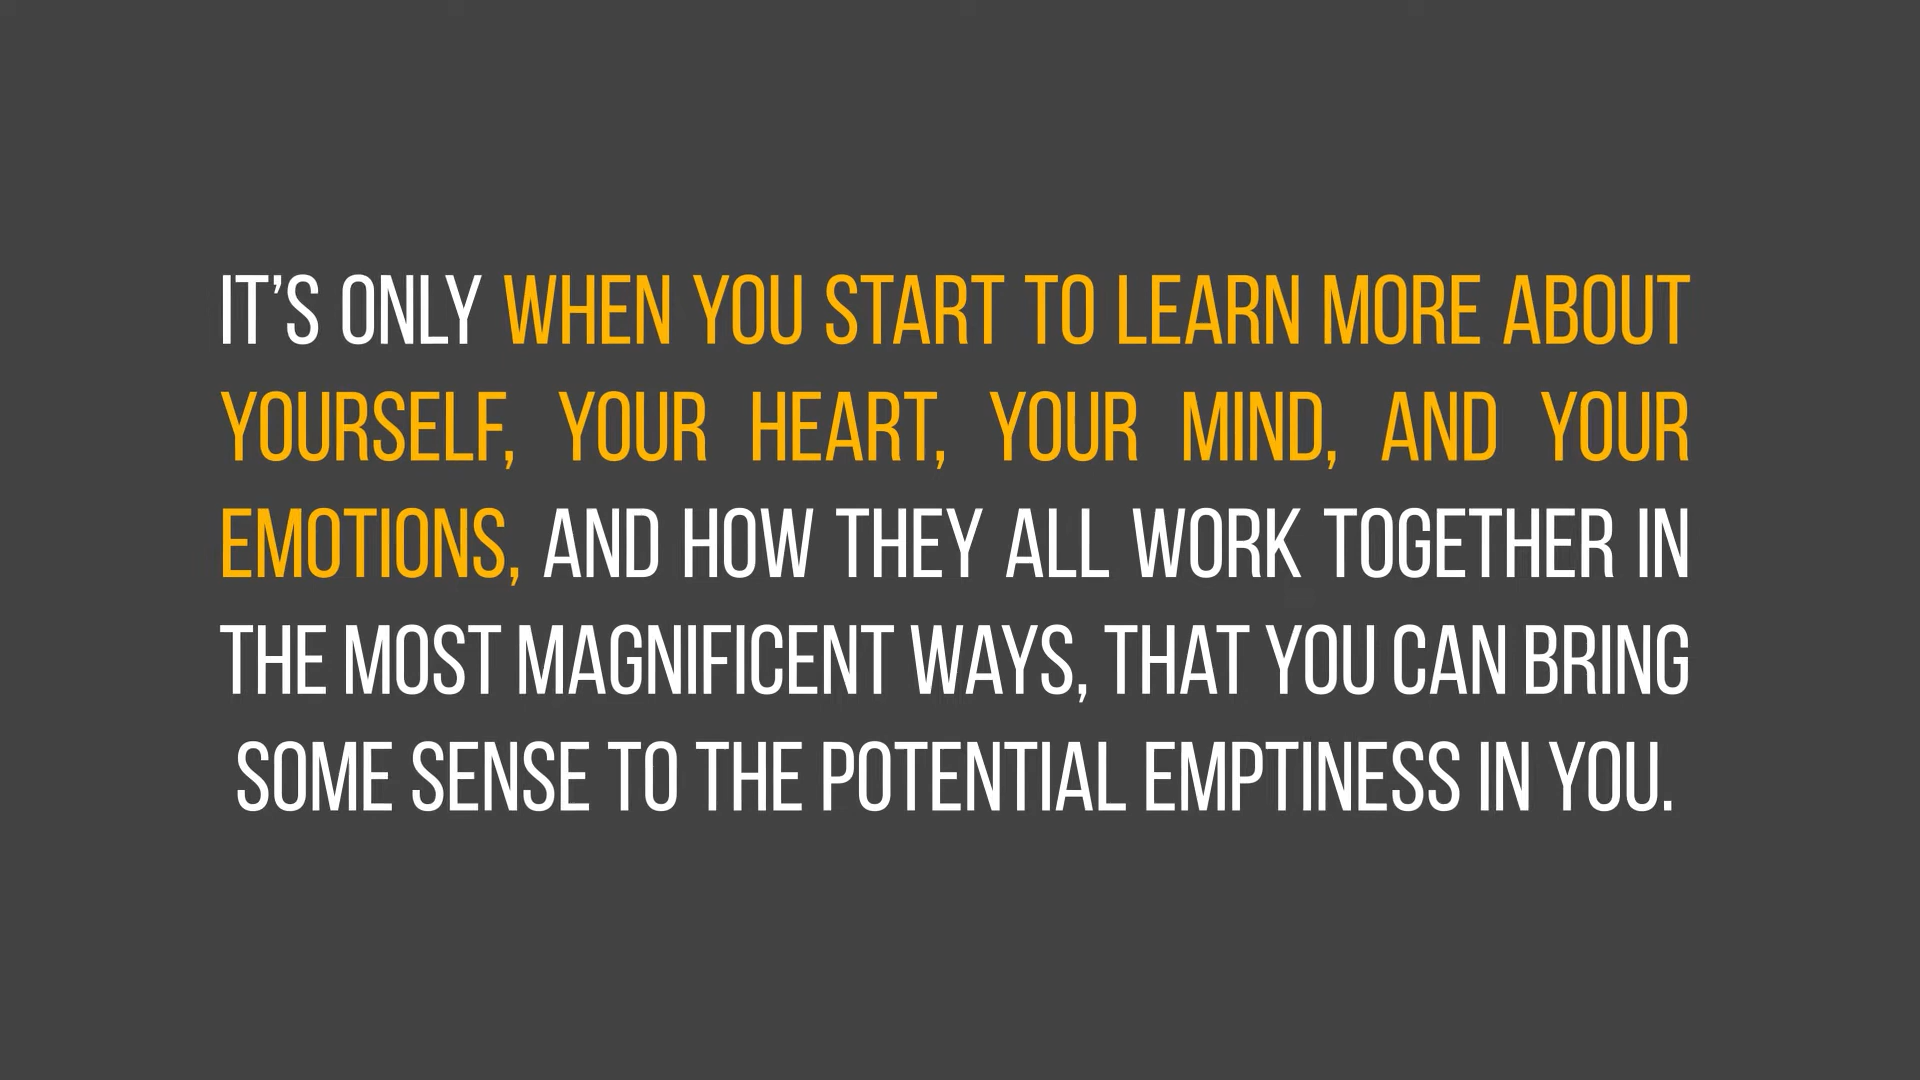 IT'S ONLY WHEN YOU START TO LEARN MORE ABOUT
YOURSELF, YOUR HEART, YOUR MIND, AND YOUR
EMOTIONS, AND HOW THEY ALL WORK TOGETHER IN
THE MOST MAGNIFICENT WAYS, THAT YOU CAN BRING
SOME SENSE TO THE POTENTIAL EMPTINESS IN YOU.